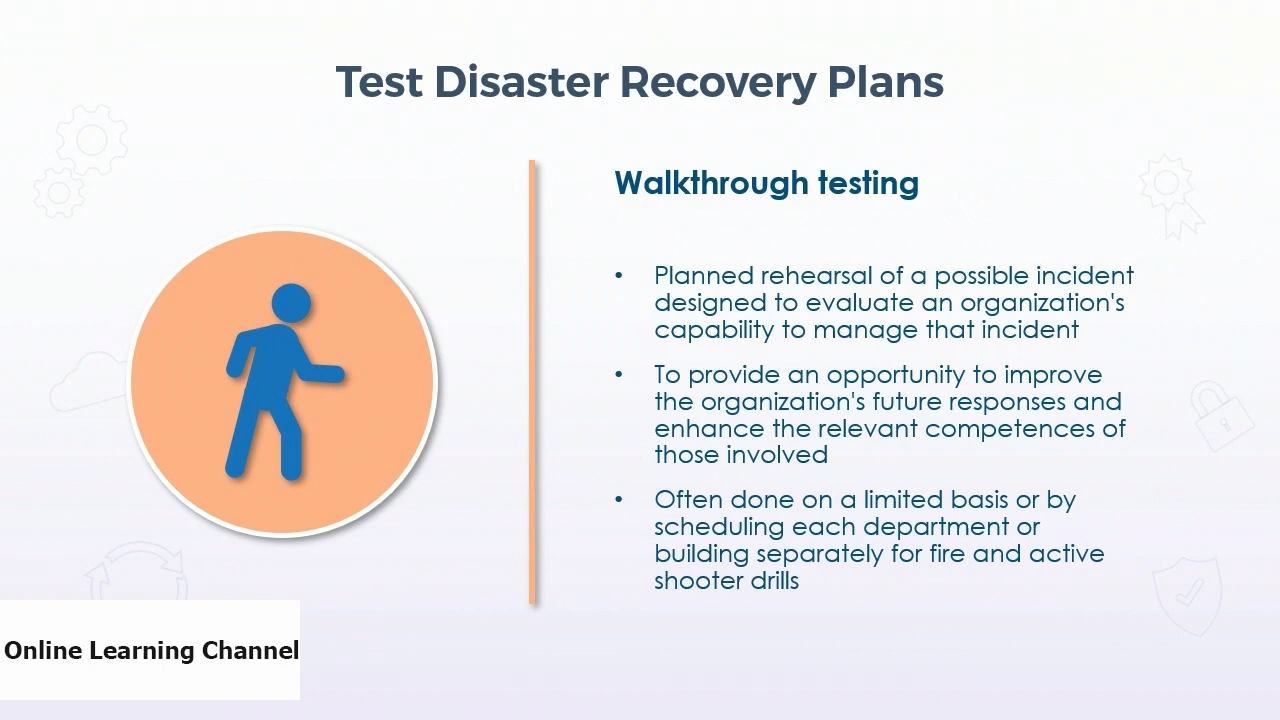 Test Disaster Recovery Plans
Walkthrough testing
• Planned rehearsal of a possible incident
designed to evaluate an organization's
capability to manage that incident
• To provide an opportunity to improve
the organization's future responses and
enhance the relevant competences of
those involved
• Often done on a limited basis or by
scheduling each department or
building separately for fire and active
shooter drills
Online Learning Channel